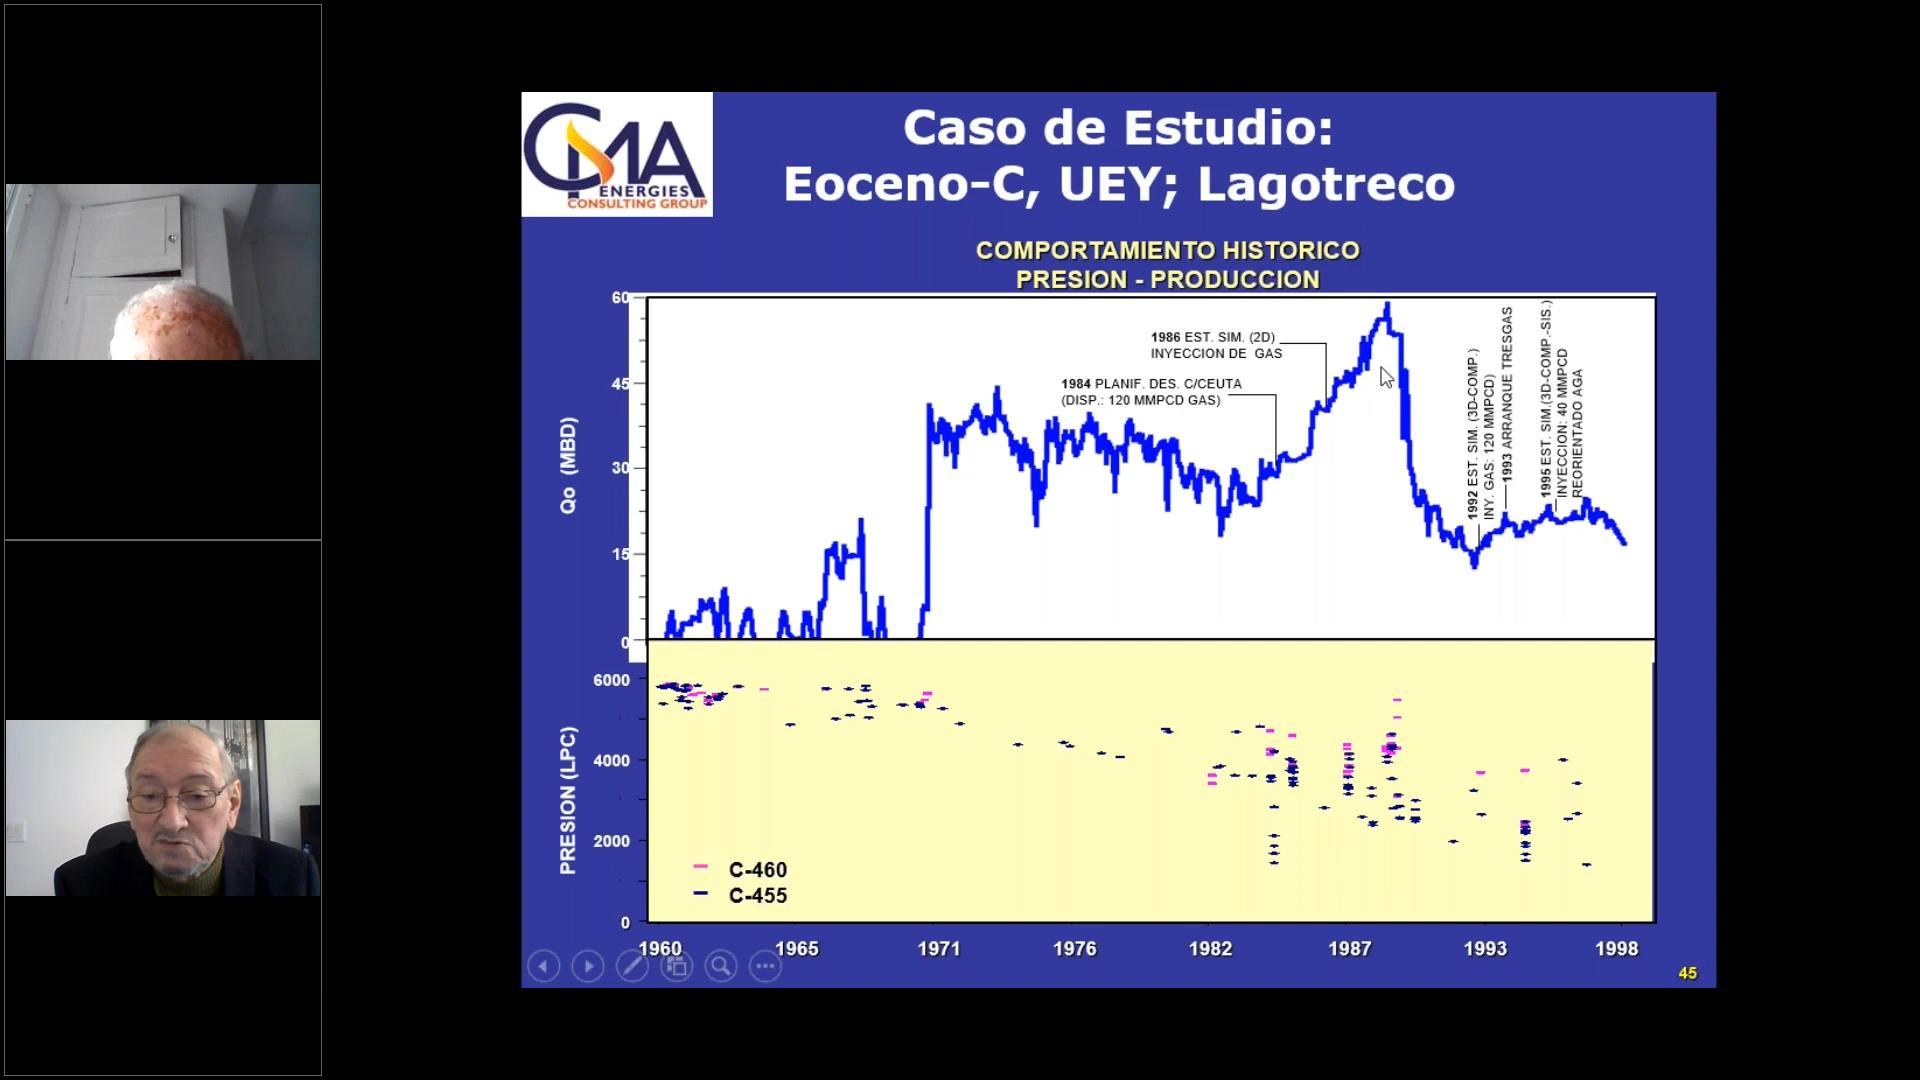 CMA
ENERGIES
CONSULTING GROUP
Caso de Estudio:
Eoceno-C, UEY; Lagotreco
COMPORTAMIENTO HISTORICO
PRESION - PRODUCCION
Qo (MBD)
60
45
30
15
0
1986 EST. SIM. (2D)
INYECCION DE GAS
1984 PLANIF. DES. C/CEUTA
(DISP.: 120 MMPCD GAS)
1992 EST. SIM. (3D-COMP.)
INY. GAS: 120 MMPCD)
1993 ARRANQUE TRESGAS
1995 EST. SIM.(3D-COMP.-SIS.)
INYECCION: 40 MMPCD
REORIENTADO AGA
PRESION (LPC)
6000
4000
2000
0
C-460
C-455
1960
1965
1971
1976
1982
1987
1993
1998
45